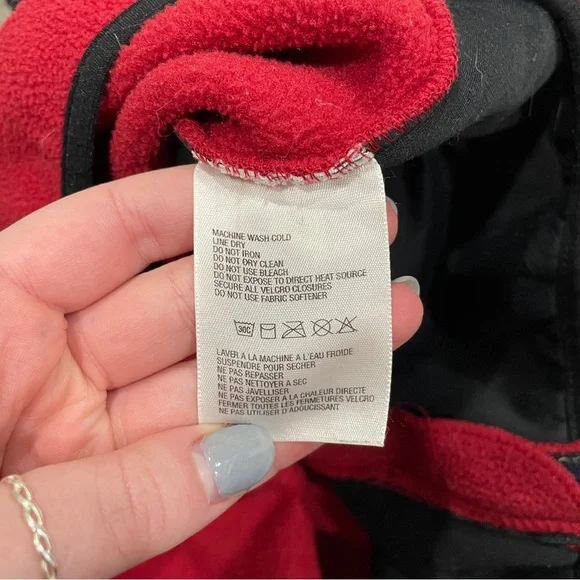 MACHINE WASH COLD
LINE DRY
DO NOT IRON
DO NOT DRY CLEAN
DO NOT USE BLEACH
DO NOT EXPOSE TO DIRECT HEAT SOURCE
SECURE ALL VELCRO CLOSURES
DO NOT USE FABRIC SOFTENER
30C
LAVER A LA MACHINE A L'EAU FROIDE
SUSPENDRE POUR SECHER
NE PAS REPASSER
NE PAS NETTOYER A SEC
NE PAS JAVELLISER
NE PAS EXPOSER A LA CHALEUR DIRECTE
FERMER TOUTES LES FERMETURES VELCRO
NE PAS UTILISER D'ADOUCISSANT